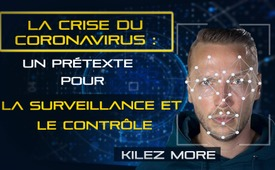 LA CRISE DU
CORONAVIRUS :
UN PRÉTEXTE
POUR
LA SURVEILLANCE ET
LE CONTRÔLE
KILEZ MORE